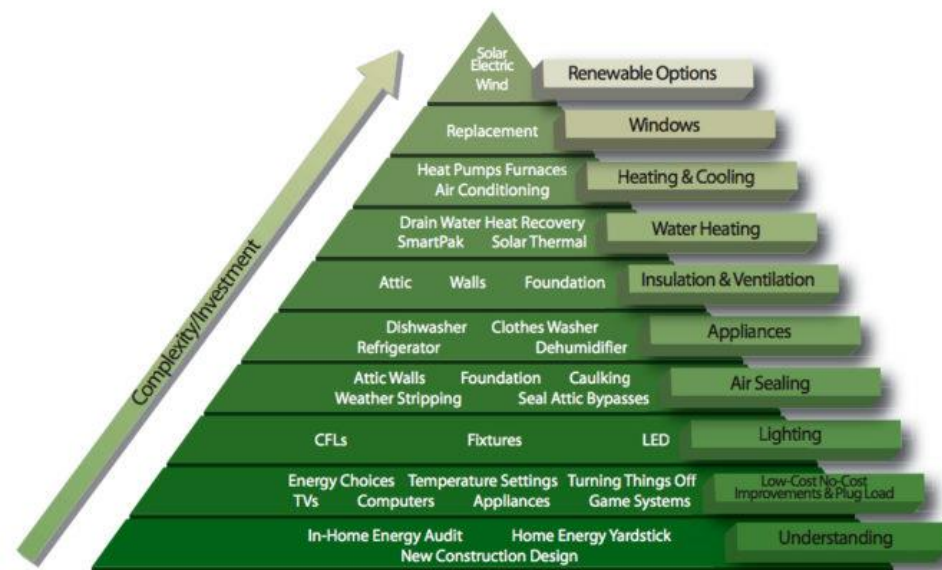 Solar
Electric
Wind
Renewable Options
Replacement
Windows
Heat Pumps Furnaces
Air Conditioning
Heating & Cooling
Drain Water Heat Recovery
SmartPak Solar Thermal
Water Heating
Attic Walls Foundation
Insulation & Ventilation
Dishwasher Clothes Washer
Refrigerator Dehumidifier
Appliances
Attic Walls Foundation Caulking
Weather Stripping Seal Attic Bypasses
Air Sealing
CFLs Fixtures LED
Lighting
Energy Choices Temperature Settings Turning Things Off
TVs Computers Appliances Game Systems
Low-Cost No-Cost
Improvements & Plug Load
In-Home Energy Audit Home Energy Yardstick
New Construction Design
Understanding
Complexity/Investment